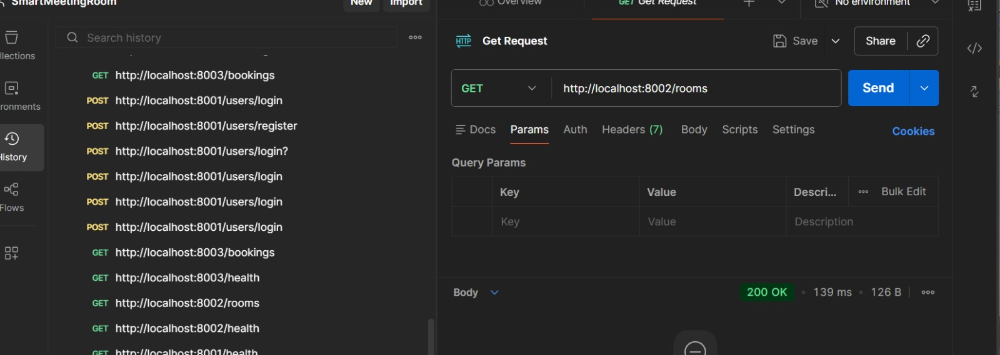 SmartMeetingRoom
New
Import
Overview
GET Get Request
No environment
Search history
llections
ronments
History
Flows
GET http://localhost:8003/bookings
POST http://localhost:8001/users/login
POST http://localhost:8001/users/register
POST http://localhost:8001/users/login?
POST http://localhost:8001/users/login
POST http://localhost:8001/users/login
POST http://localhost:8001/users/login
GET http://localhost:8003/bookings
GET http://localhost:8003/health
GET http://localhost:8002/rooms
GET http://localhost:8002/health
GET http://localhost:8001/health
HTTP Get Request
Save
Share
GET http://localhost:8002/rooms
Send
Docs Params Auth Headers (7) Body Scripts Settings
Cookies
Query Params
Key Value Descri... Bulk Edit
Key Value Description
Body
200 OK • 139 ms • 126 B